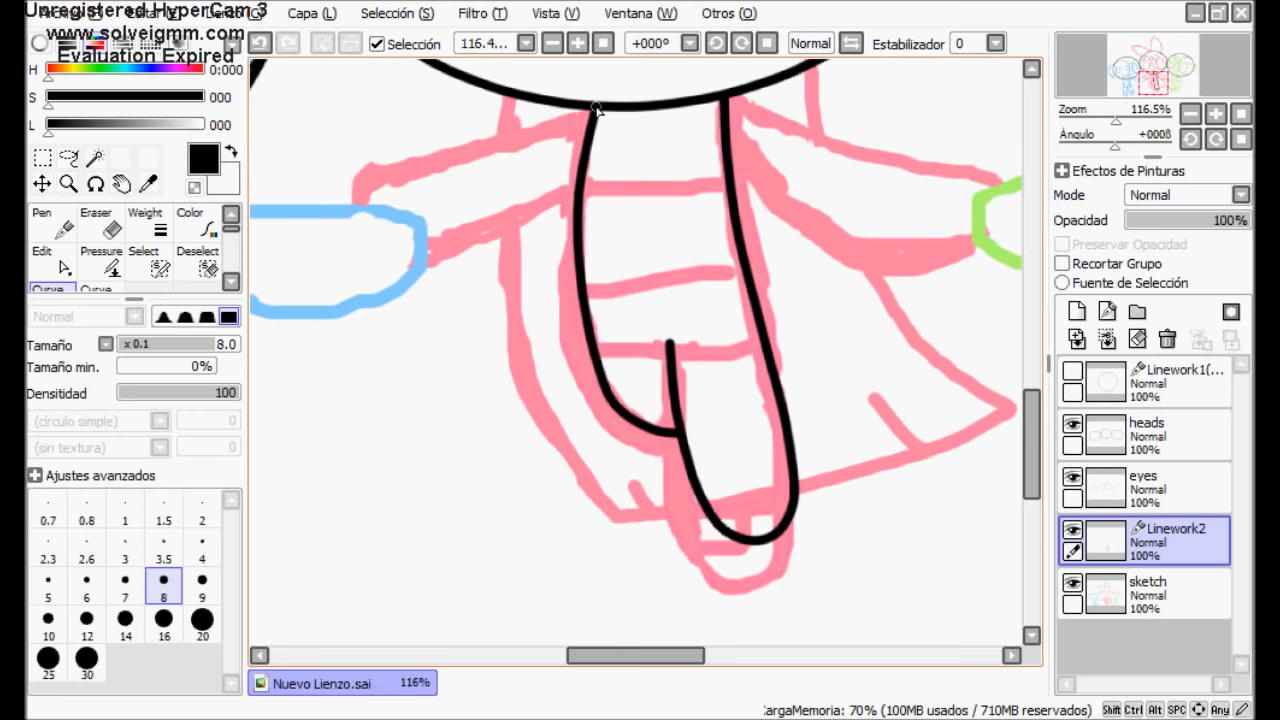 Unregistered HyperCam 3
www.solveigmm.com
Evaluation Expired
Capa (L) Selección (S) Filtro (T) Vista (V) Ventana (W) Otros (O)
Selección 116.4... +000º Normal Estabilizador 0
H 0:000
S 000
L 000
Pen Eraser Weight Color
Edit Pressure Select Deselect
Curve Curve
Normal
Tamaño x 0.1 8.0
Tamaño min. 0%
Densitidad 100
(círculo simple) 0
(sin textura) 0
Ajustes avanzados
0.7 0.8 1 1.5 2
2.3 2.6 3 3.5 4
5 6 7 8 9
10 12 14 16 20
25 30
Nuevo Lienzo.sai 116%
Zoom 116.5%
Ángulo +000ß
Efectos de Pinturas
Mode Normal
Opacidad 100%
Preservar Opacidad
Recortar Grupo
Fuente de Selección
Linework1(...
Normal
100%
heads
Normal
100%
eyes
Normal
100%
Linework2
Normal
100%
sketch
Normal
100%
CargaMemoria: 70% (100MB usados / 710MB reservados) Shift Ctrl Alt SPC Any